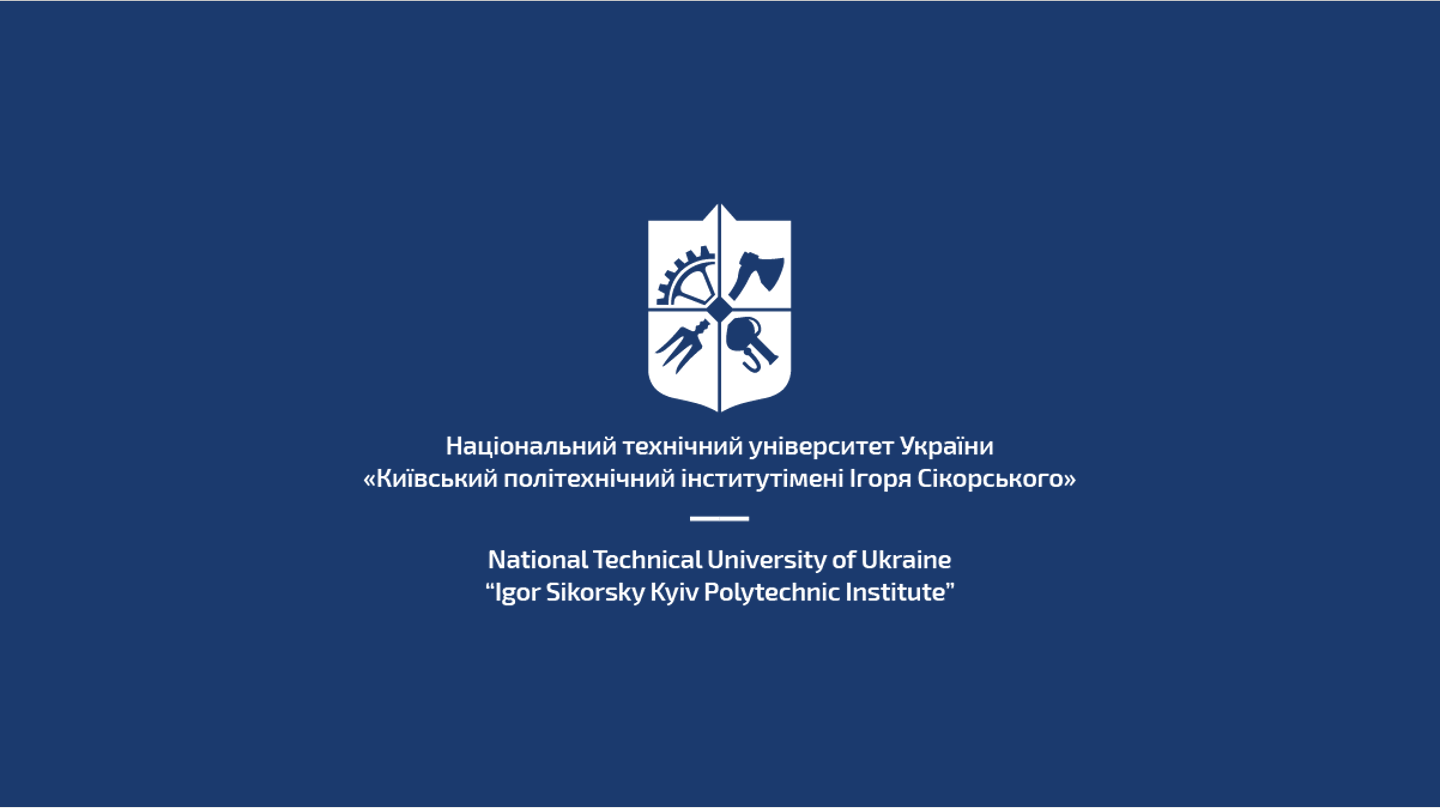 Національний технічний університет України
«Київський політехнічний інститутімені Ігоря Сікорського»
National Technical University of Ukraine
“Igor Sikorsky Kyiv Polytechnic Institute”